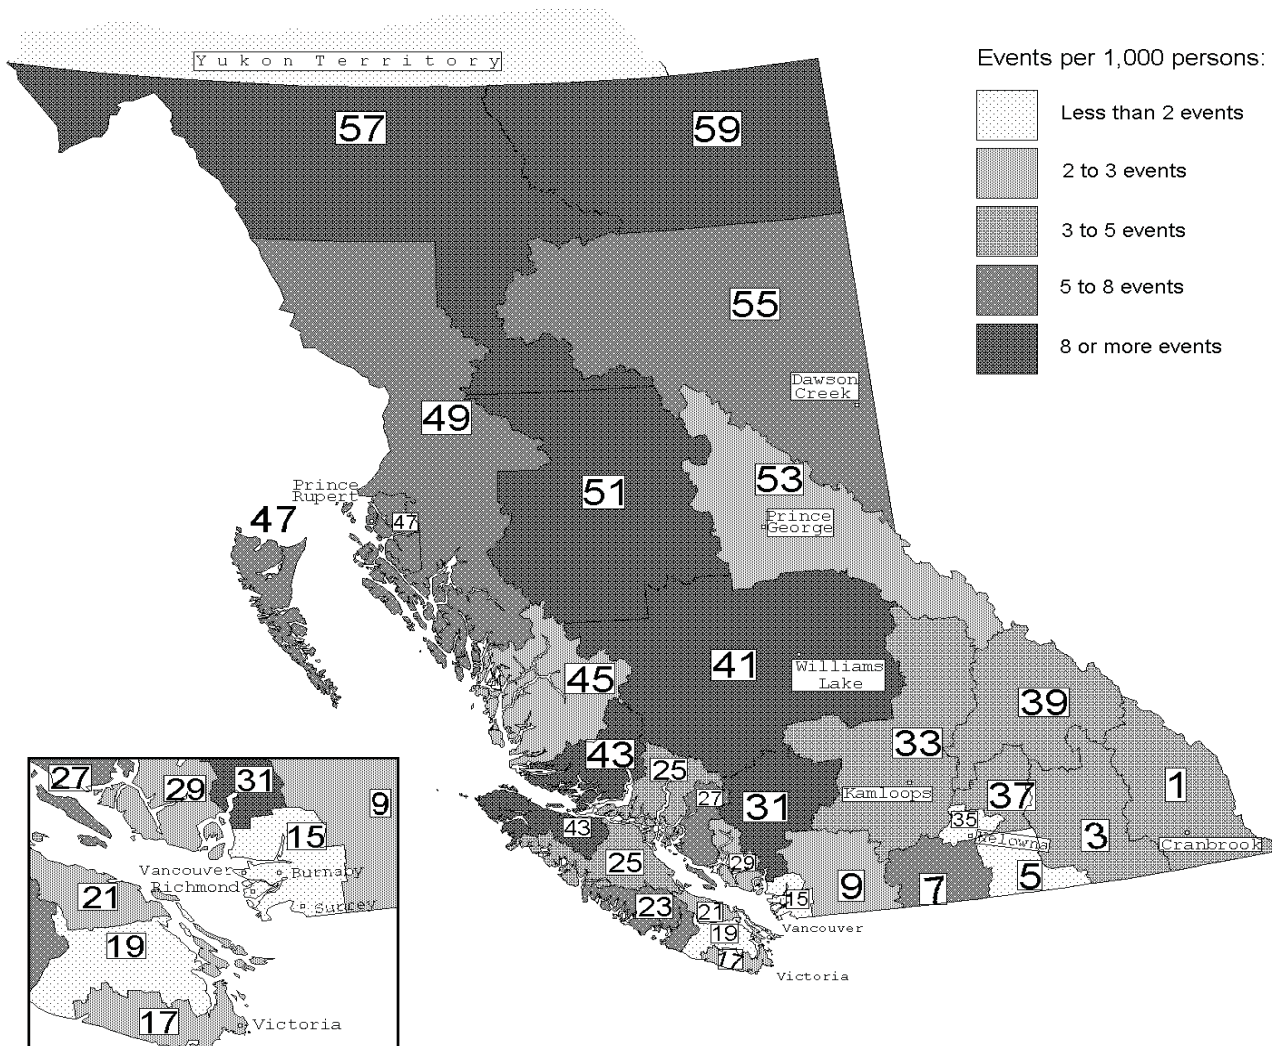 Yukon Territory
Events per 1,000 persons:
Less than 2 events
2 to 3 events
3 to 5 events
5 to 8 events
8 or more events
57
59
55
Dawson
Creek
49
53
51
Prince
Rupert
47
47
Prince
George
41
Williams
Lake
45
39
33
43
25
1
27
29
31
9
27
31
Kamloops
37
35
Kelowna
3
Cranbrook
43
25
29
15
5
7
9
15
Vancouver
Burnaby
Richmond
Surrey
21
23
21
19
19
Vancouver
17
17
Victoria
Victoria